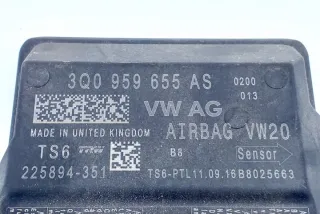 3Q0 959 655 AS 0200
013
VW AG
MADE IN UNITED KINGDOM AIRBAG VW20
TS6 TRW B8 Sensor
225894-351 TS6-PTL11.09.16B8025663